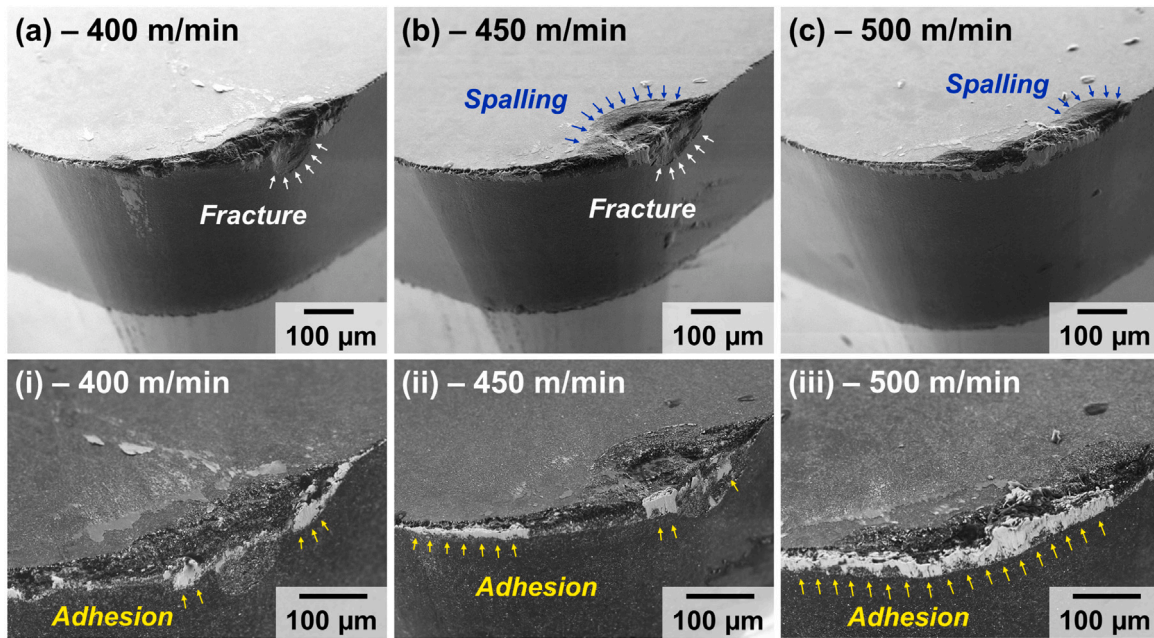 (a) – 400 m/min
Fracture
100 µm
(b) – 450 m/min
Spalling
Fracture
100 µm
(c) – 500 m/min
Spalling
100 µm
(i) – 400 m/min
Adhesion
100 µm
(ii) – 450 m/min
Adhesion
100 µm
(iii) – 500 m/min
Adhesion
100 µm